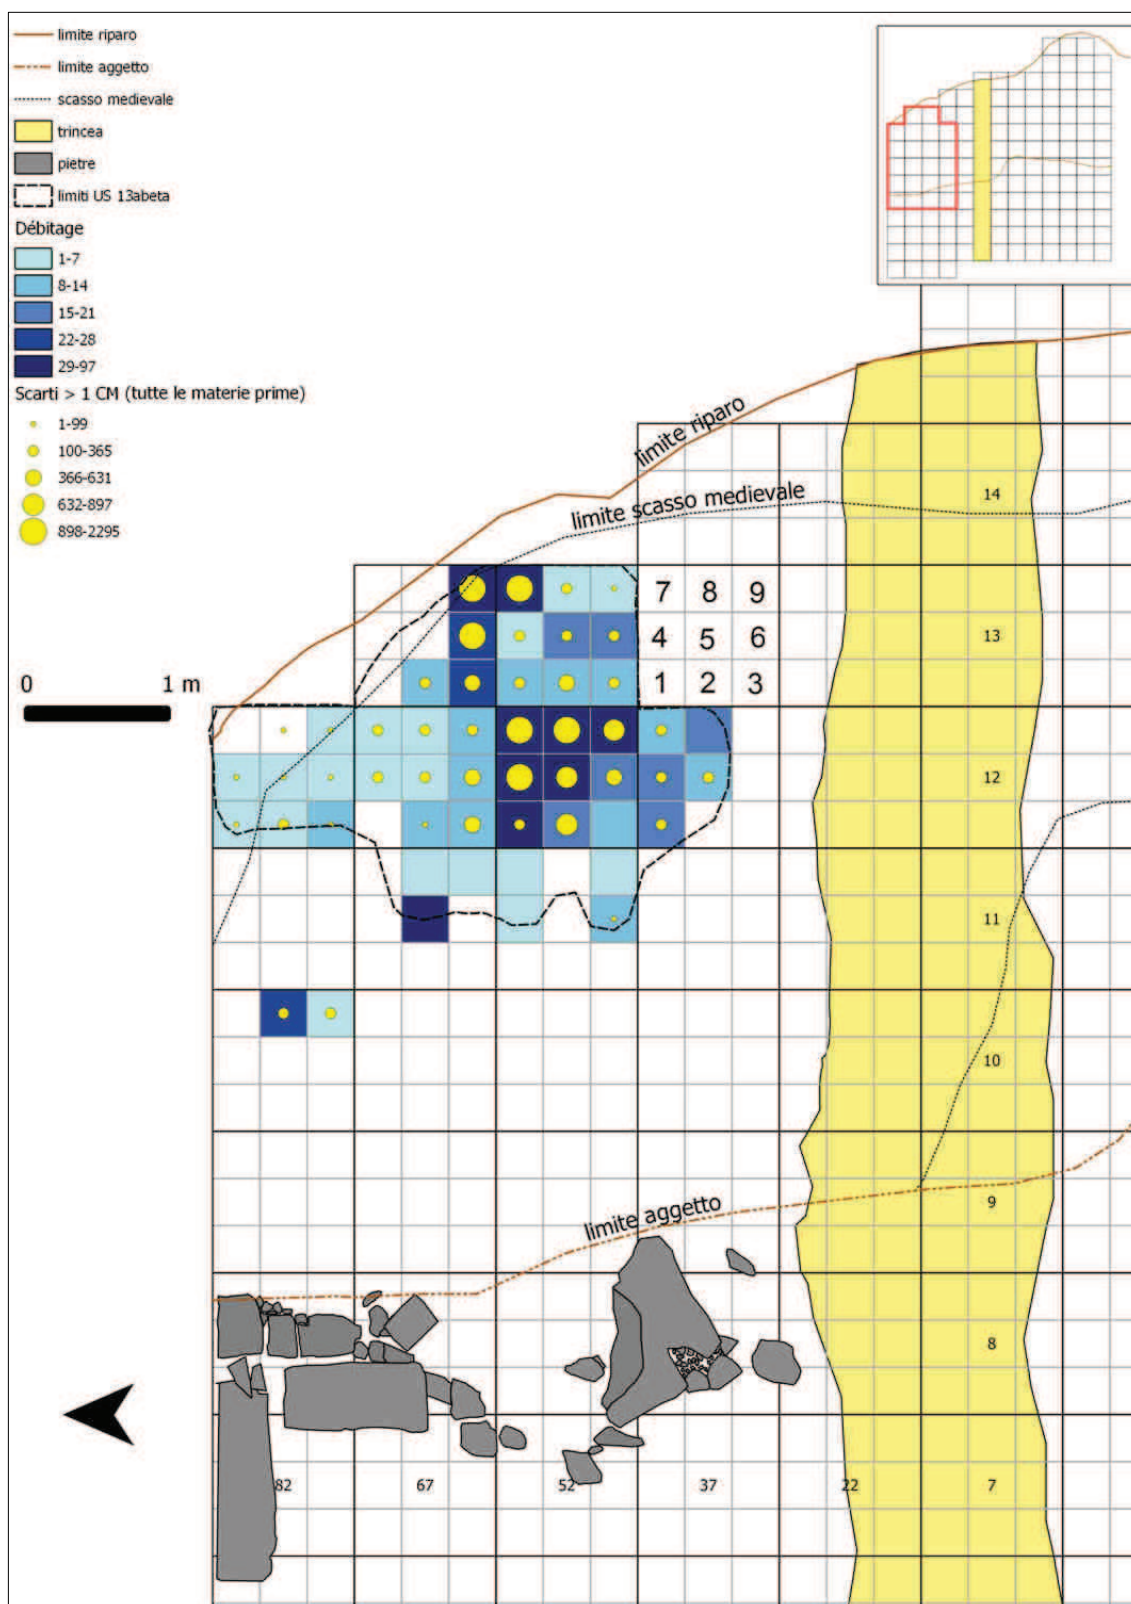 limite riparo
limite aggetto
scasso medievale
trincea
pietre
limiti US 13abeta
Débitage
1-7
8-14
15-21
22-28
29-97
Scarti > 1 CM (tutte le materie prime)
1-99
100-365
366-631
632-897
898-2295
limite riparo
limite scasso medievale
14
7 8 9
4 5 6
13
1 2 3
0 1 m
12
11
10
9
limite aggetto
8
82 67 52 37 22 7